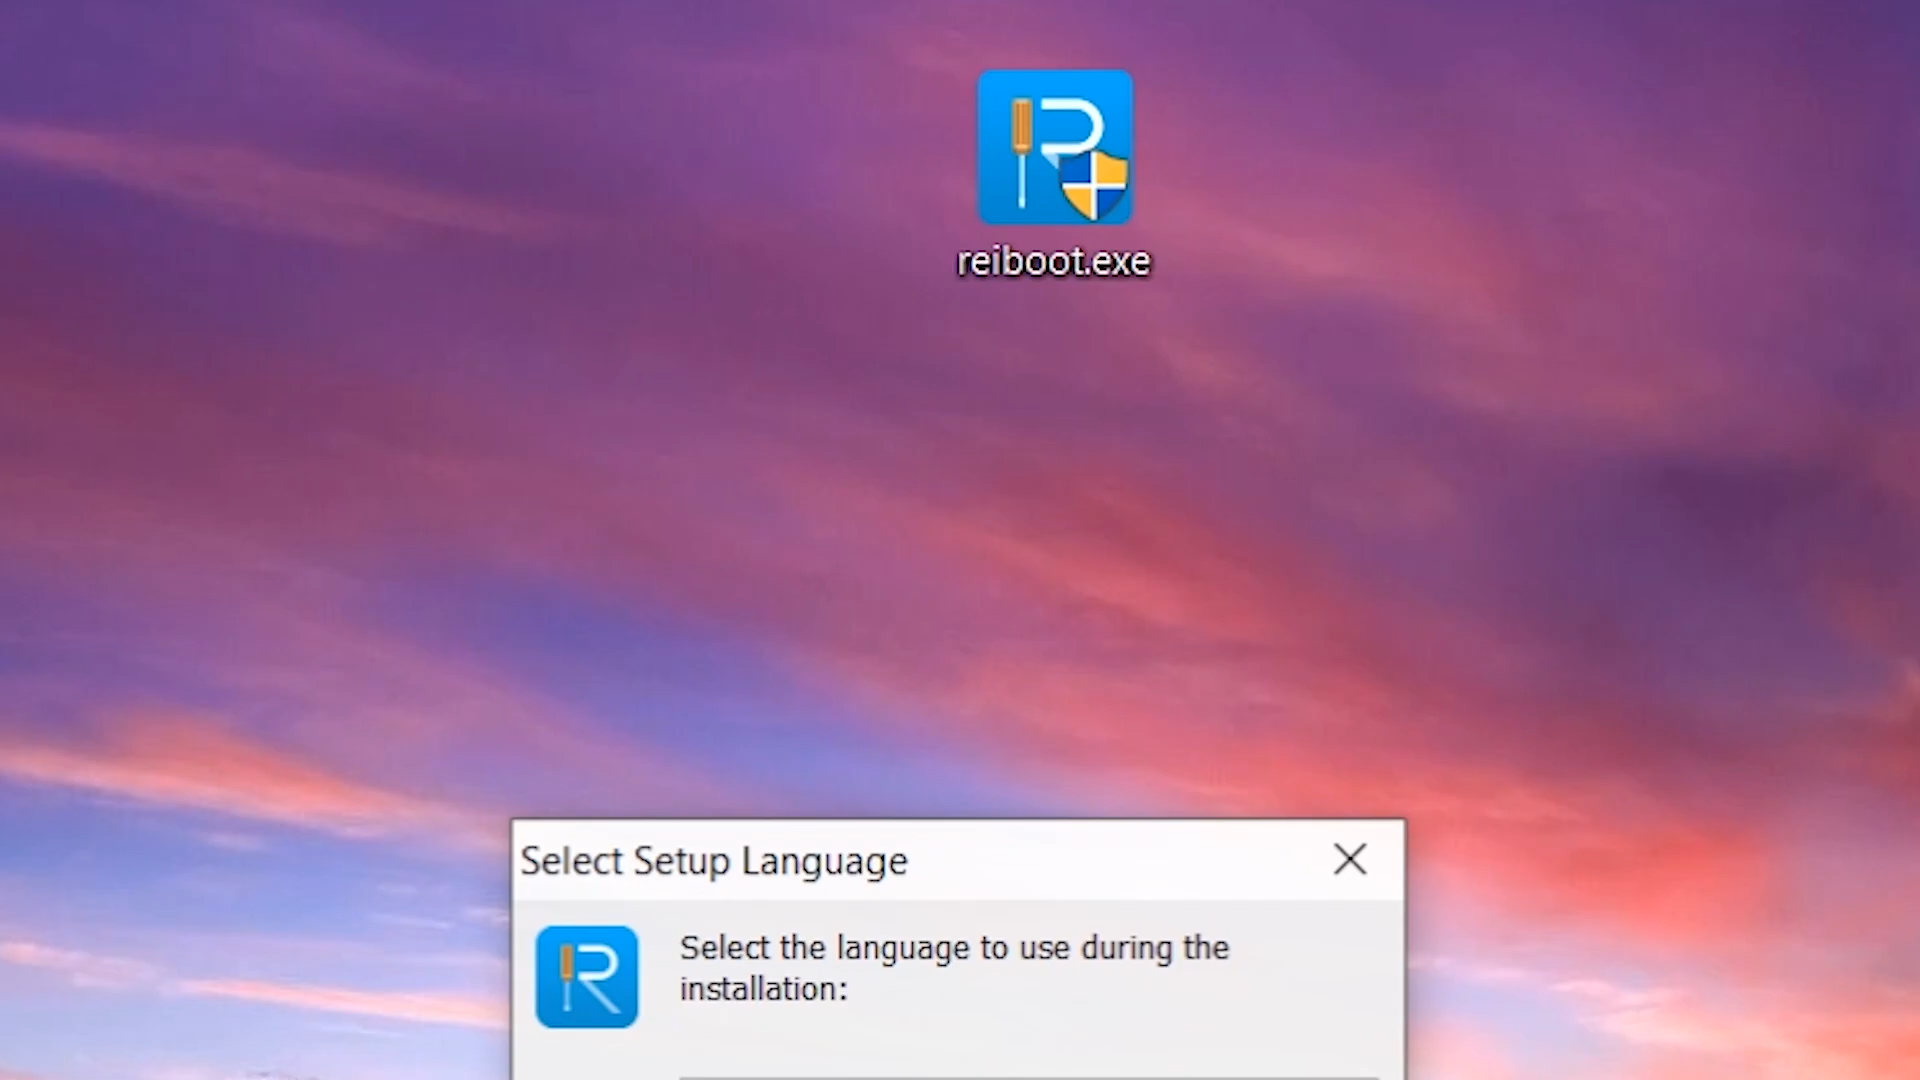 reiboot.exe
Select Setup Language
Select the language to use during the
installation: